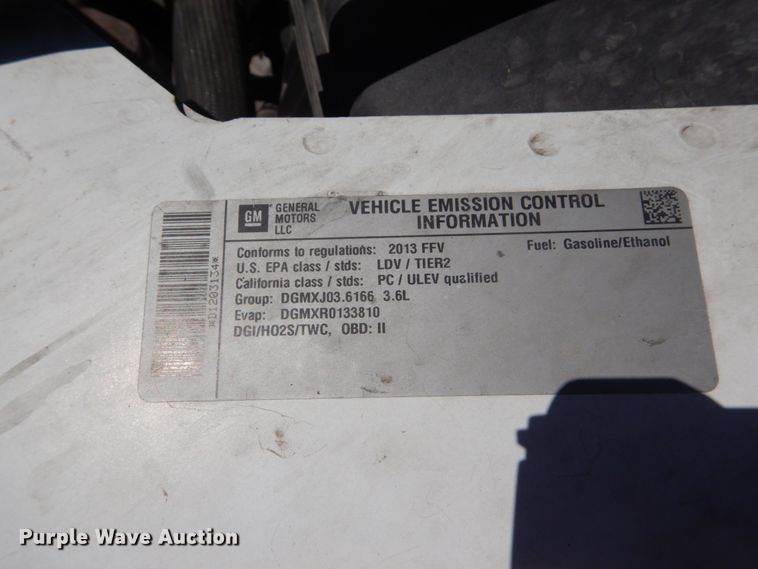 GM
GENERAL
MOTORS
LLC
VEHICLE EMISSION CONTROL
INFORMATION
Conforms to regulations: 2013 FFV
Fuel: Gasoline/Ethanol
U.S. EPA class / stds: LDV / TIER2
California class / stds: PC / ULEV qualified
Group: DGMXJ03.6166 3.6L
Evap: DGMXR0133810
DGI/HO2S/TWC, OBD: II
*D1203134*
Purple Wave Auction